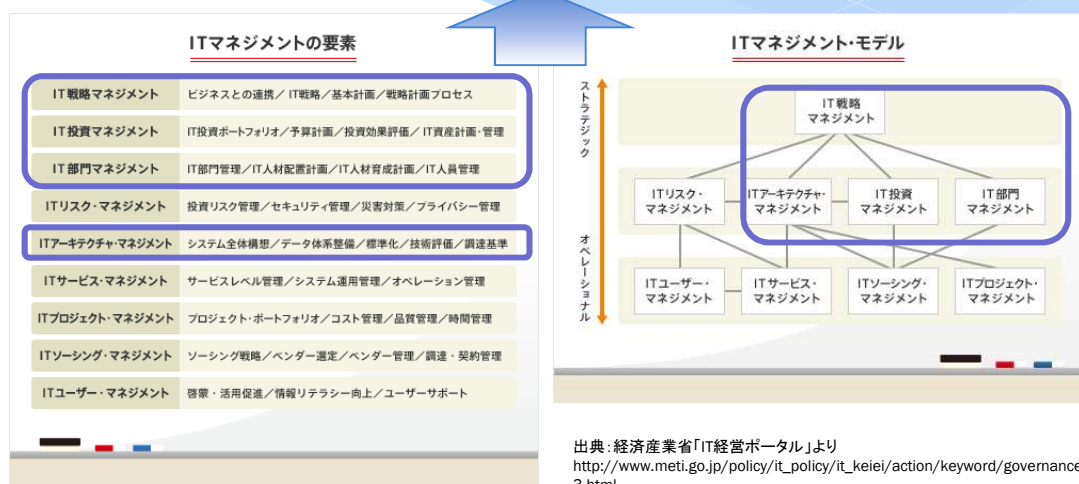 ITマネジメントの要素
IT戦略マネジメント ビジネスとの連携／IT戦略／基本計画／戦略計画プロセス
IT投資マネジメント IT投資ポートフォリオ／予算計画／投資効果評価／IT資産計画・管理
IT部門マネジメント IT部門管理／IT人材配置計画／IT人材育成計画／IT人員管理
ITリスク・マネジメント 投資リスク管理／セキュリティ管理／災害対策／プライバシー管理
ITアーキテクチャ・マネジメント システム全体構想／データ体系整備／標準化／技術評価／調達基準
ITサービス・マネジメント サービスレベル管理／システム運用管理／オペレーション管理
ITプロジェクト・マネジメント プロジェクト・ポートフォリオ／コスト管理／品質管理／時間管理
ITソーシング・マネジメント ソーシング戦略／ベンダー選定／ベンダー管理／調達・契約管理
ITユーザー・マネジメント 啓蒙・活用促進／情報リテラシー向上／ユーザーサポート
ITマネジメント・モデル
ストラテジック
オペレーショナル
IT戦略
マネジメント
ITリスク・
マネジメント
ITアーキテクチャ・
マネジメント
IT投資
マネジメント
IT部門
マネジメント
ITユーザー・
マネジメント
ITサービス・
マネジメント
ITソーシング・
マネジメント
ITプロジェクト・
マネジメント
出典：経済産業省「IT経営ポータル」より
http://www.meti.go.jp/policy/it_policy/it_keiei/action/keyword/governance
3.html